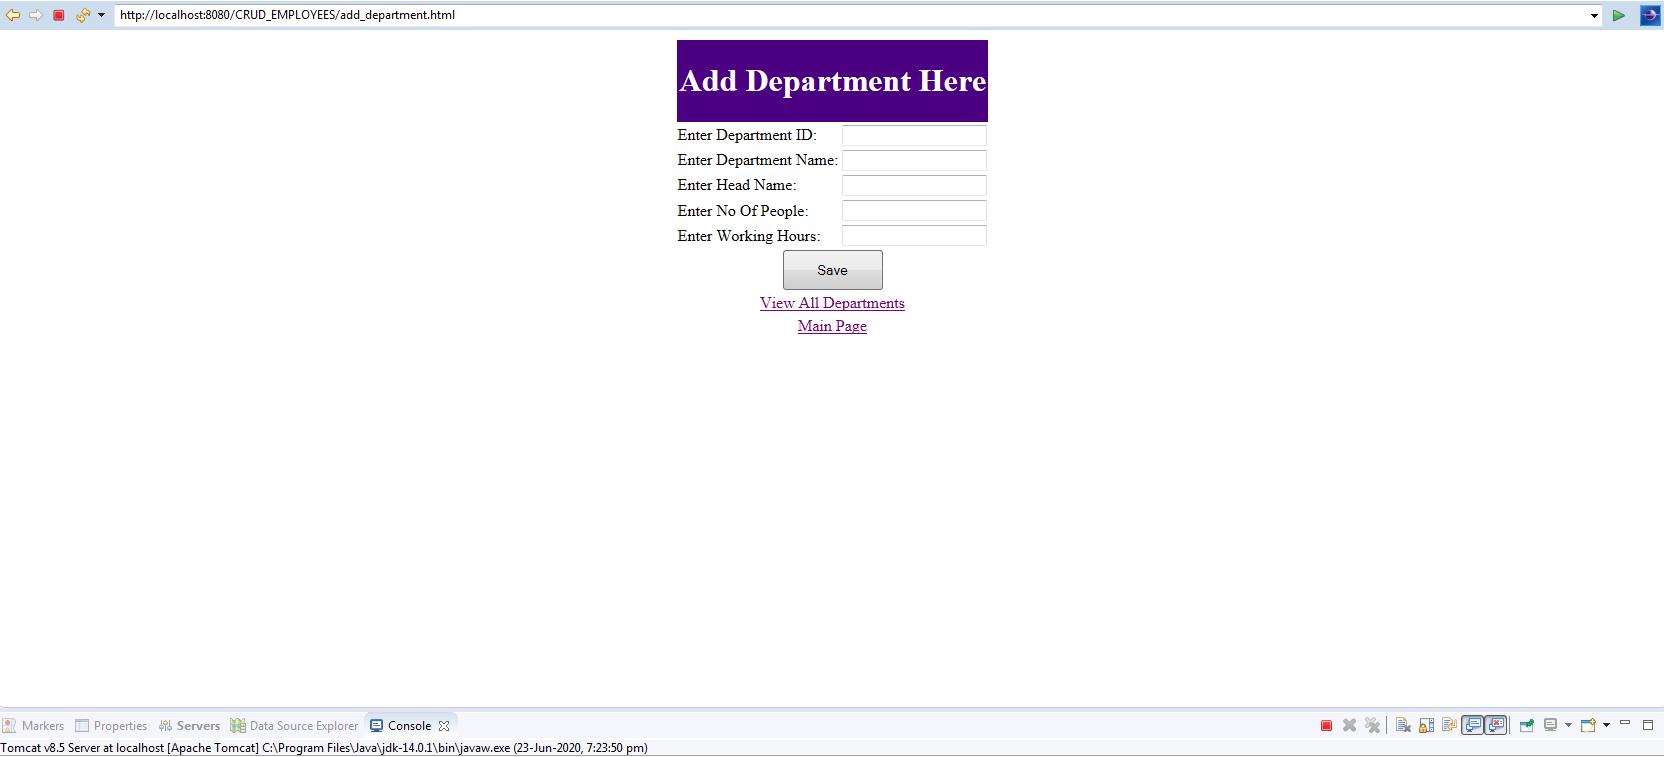 http://localhost:8080/CRUD_EMPLOYEES/add_department.html
Add Department Here
Enter Department ID:
Enter Department Name:
Enter Head Name:
Enter No Of People:
Enter Working Hours:
Save
View All Departments
Main Page
Markers Properties Servers Data Source Explorer Console
Tomcat v8.5 Server at localhost [Apache Tomcat] C:\Program Files\Java\jdk-14.0.1\bin\javaw.exe (23-Jun-2020, 7:23:50 pm)